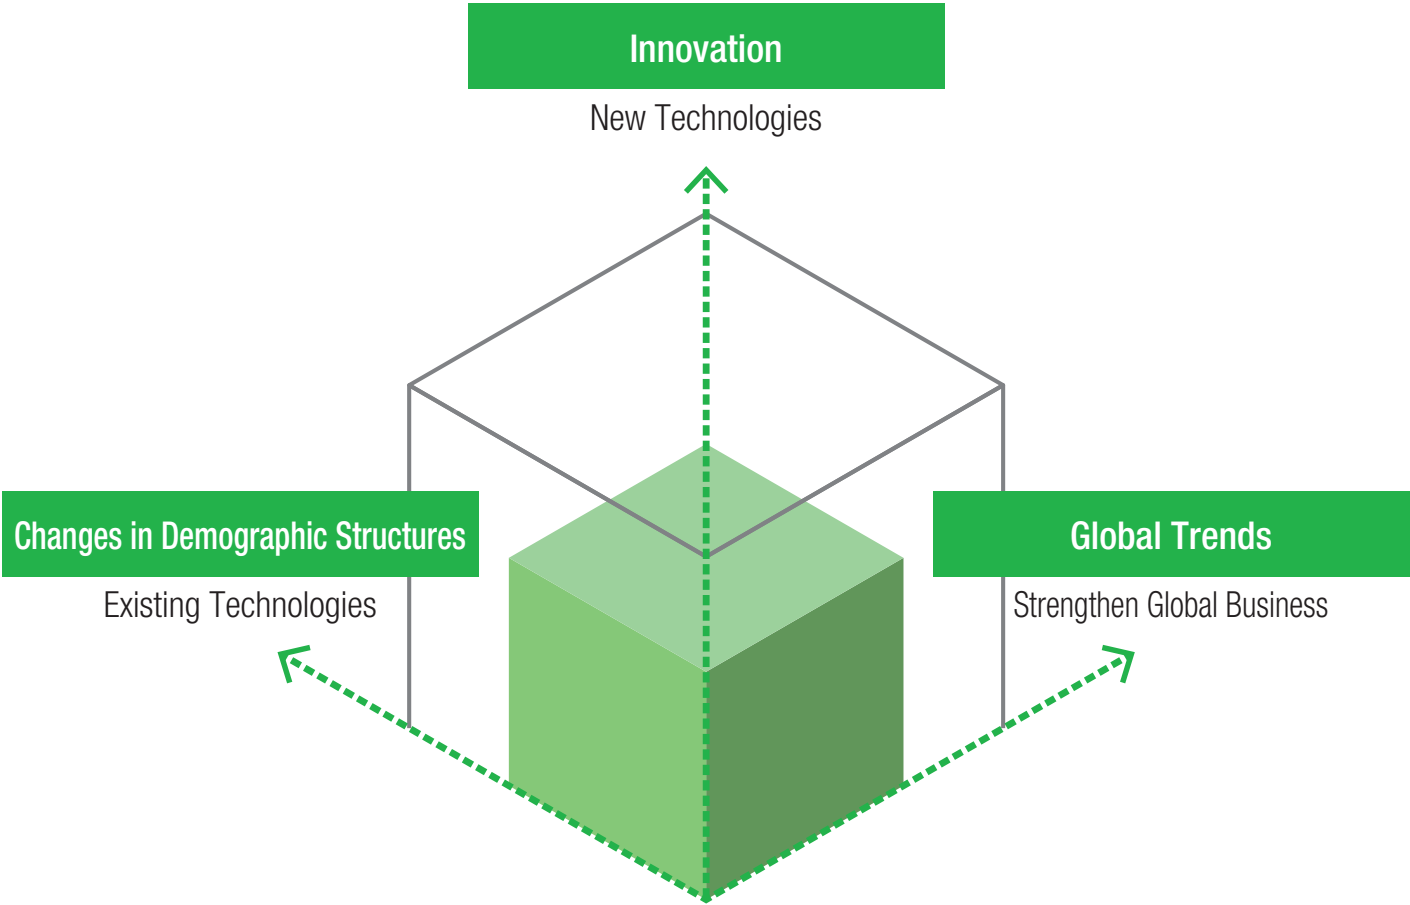 Innovation
New Technologies
Changes in Demographic Structures
Existing Technologies
Global Trends
Strengthen Global Business